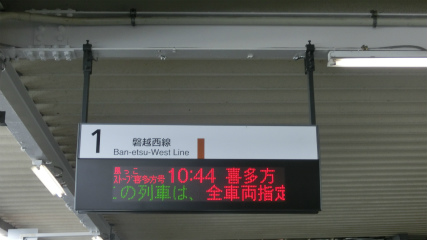 1
磐越西線
Ban-etsu-West Line
10:44 喜多方
この列車は、全車両指定